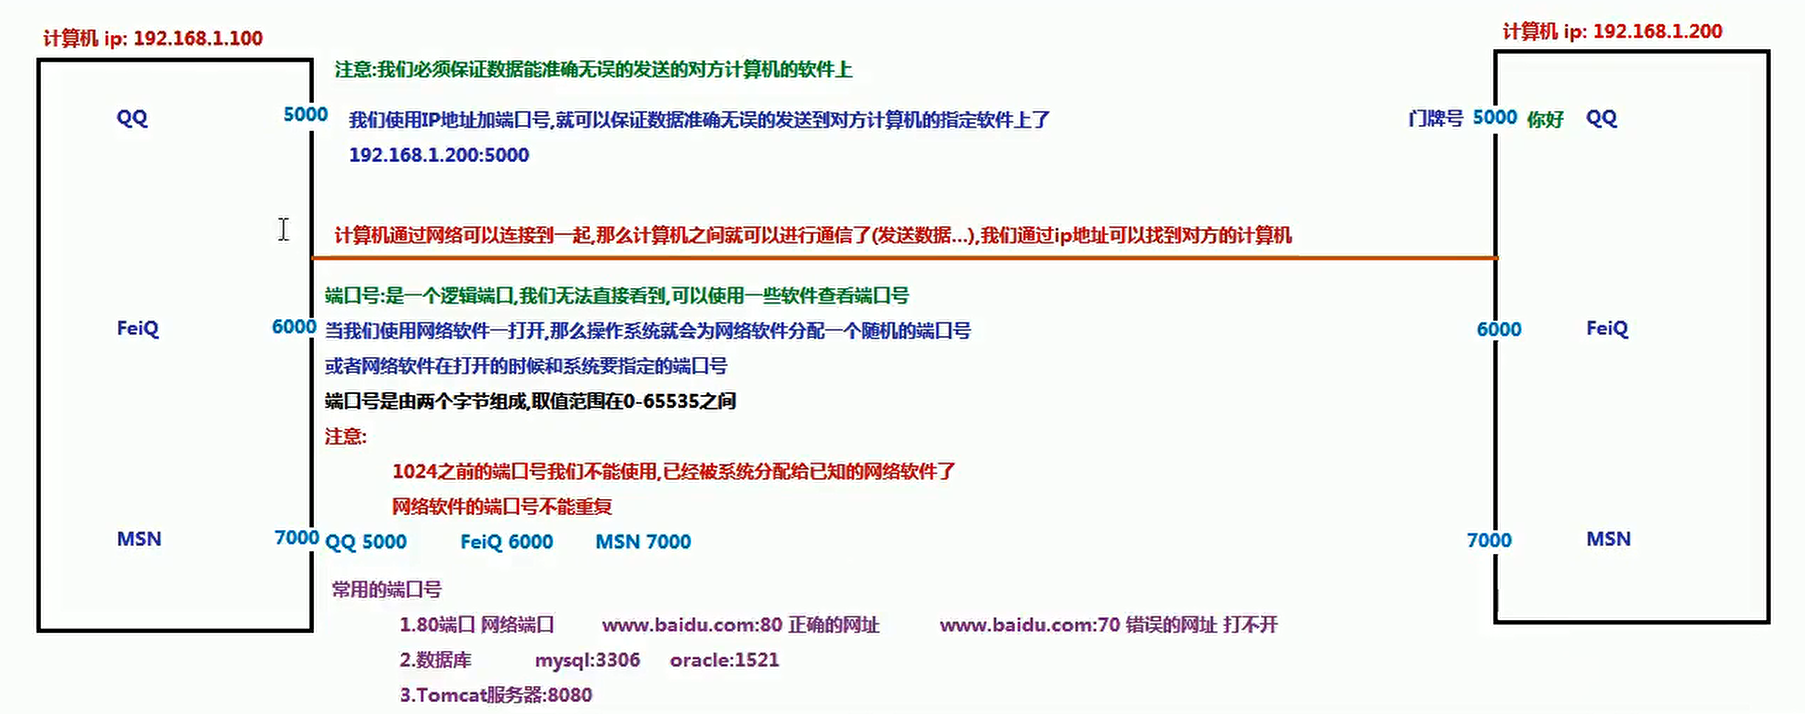 计算机 ip: 192.168.1.100
计算机 ip: 192.168.1.200
注意:我们必须保证数据能准确无误的发送的对方计算机的软件上
QQ 5000 我们使用IP地址加端口号,就可以保证数据准确无误的发送到对方计算机的指定软件上了 门牌号 5000 你好 QQ
192.168.1.200:5000
计算机通过网络可以连接到一起,那么计算机之间就可以进行通信了(发送数据...),我们通过ip地址可以找到对方的计算机
端口号:是一个逻辑端口,我们无法直接看到,可以使用一些软件查看端口号
FeiQ 6000 当我们使用网络软件一打开,那么操作系统就会为网络软件分配一个随机的端口号 6000 FeiQ
或者网络软件在打开的时候和系统要指定的端口号
端口号是由两个字节组成,取值范围在0-65535之间
注意:
1024之前的端口号我们不能使用,已经被系统分配给已知的网络软件了
网络软件的端口号不能重复
MSN 7000 QQ 5000 FeiQ 6000 MSN 7000 7000 MSN
常用的端口号
1.80端口 网络端口 www.baidu.com:80 正确的网址 www.baidu.com:70 错误的网址 打不开
2.数据库 mysql:3306 oracle:1521
3.Tomcat服务器:8080